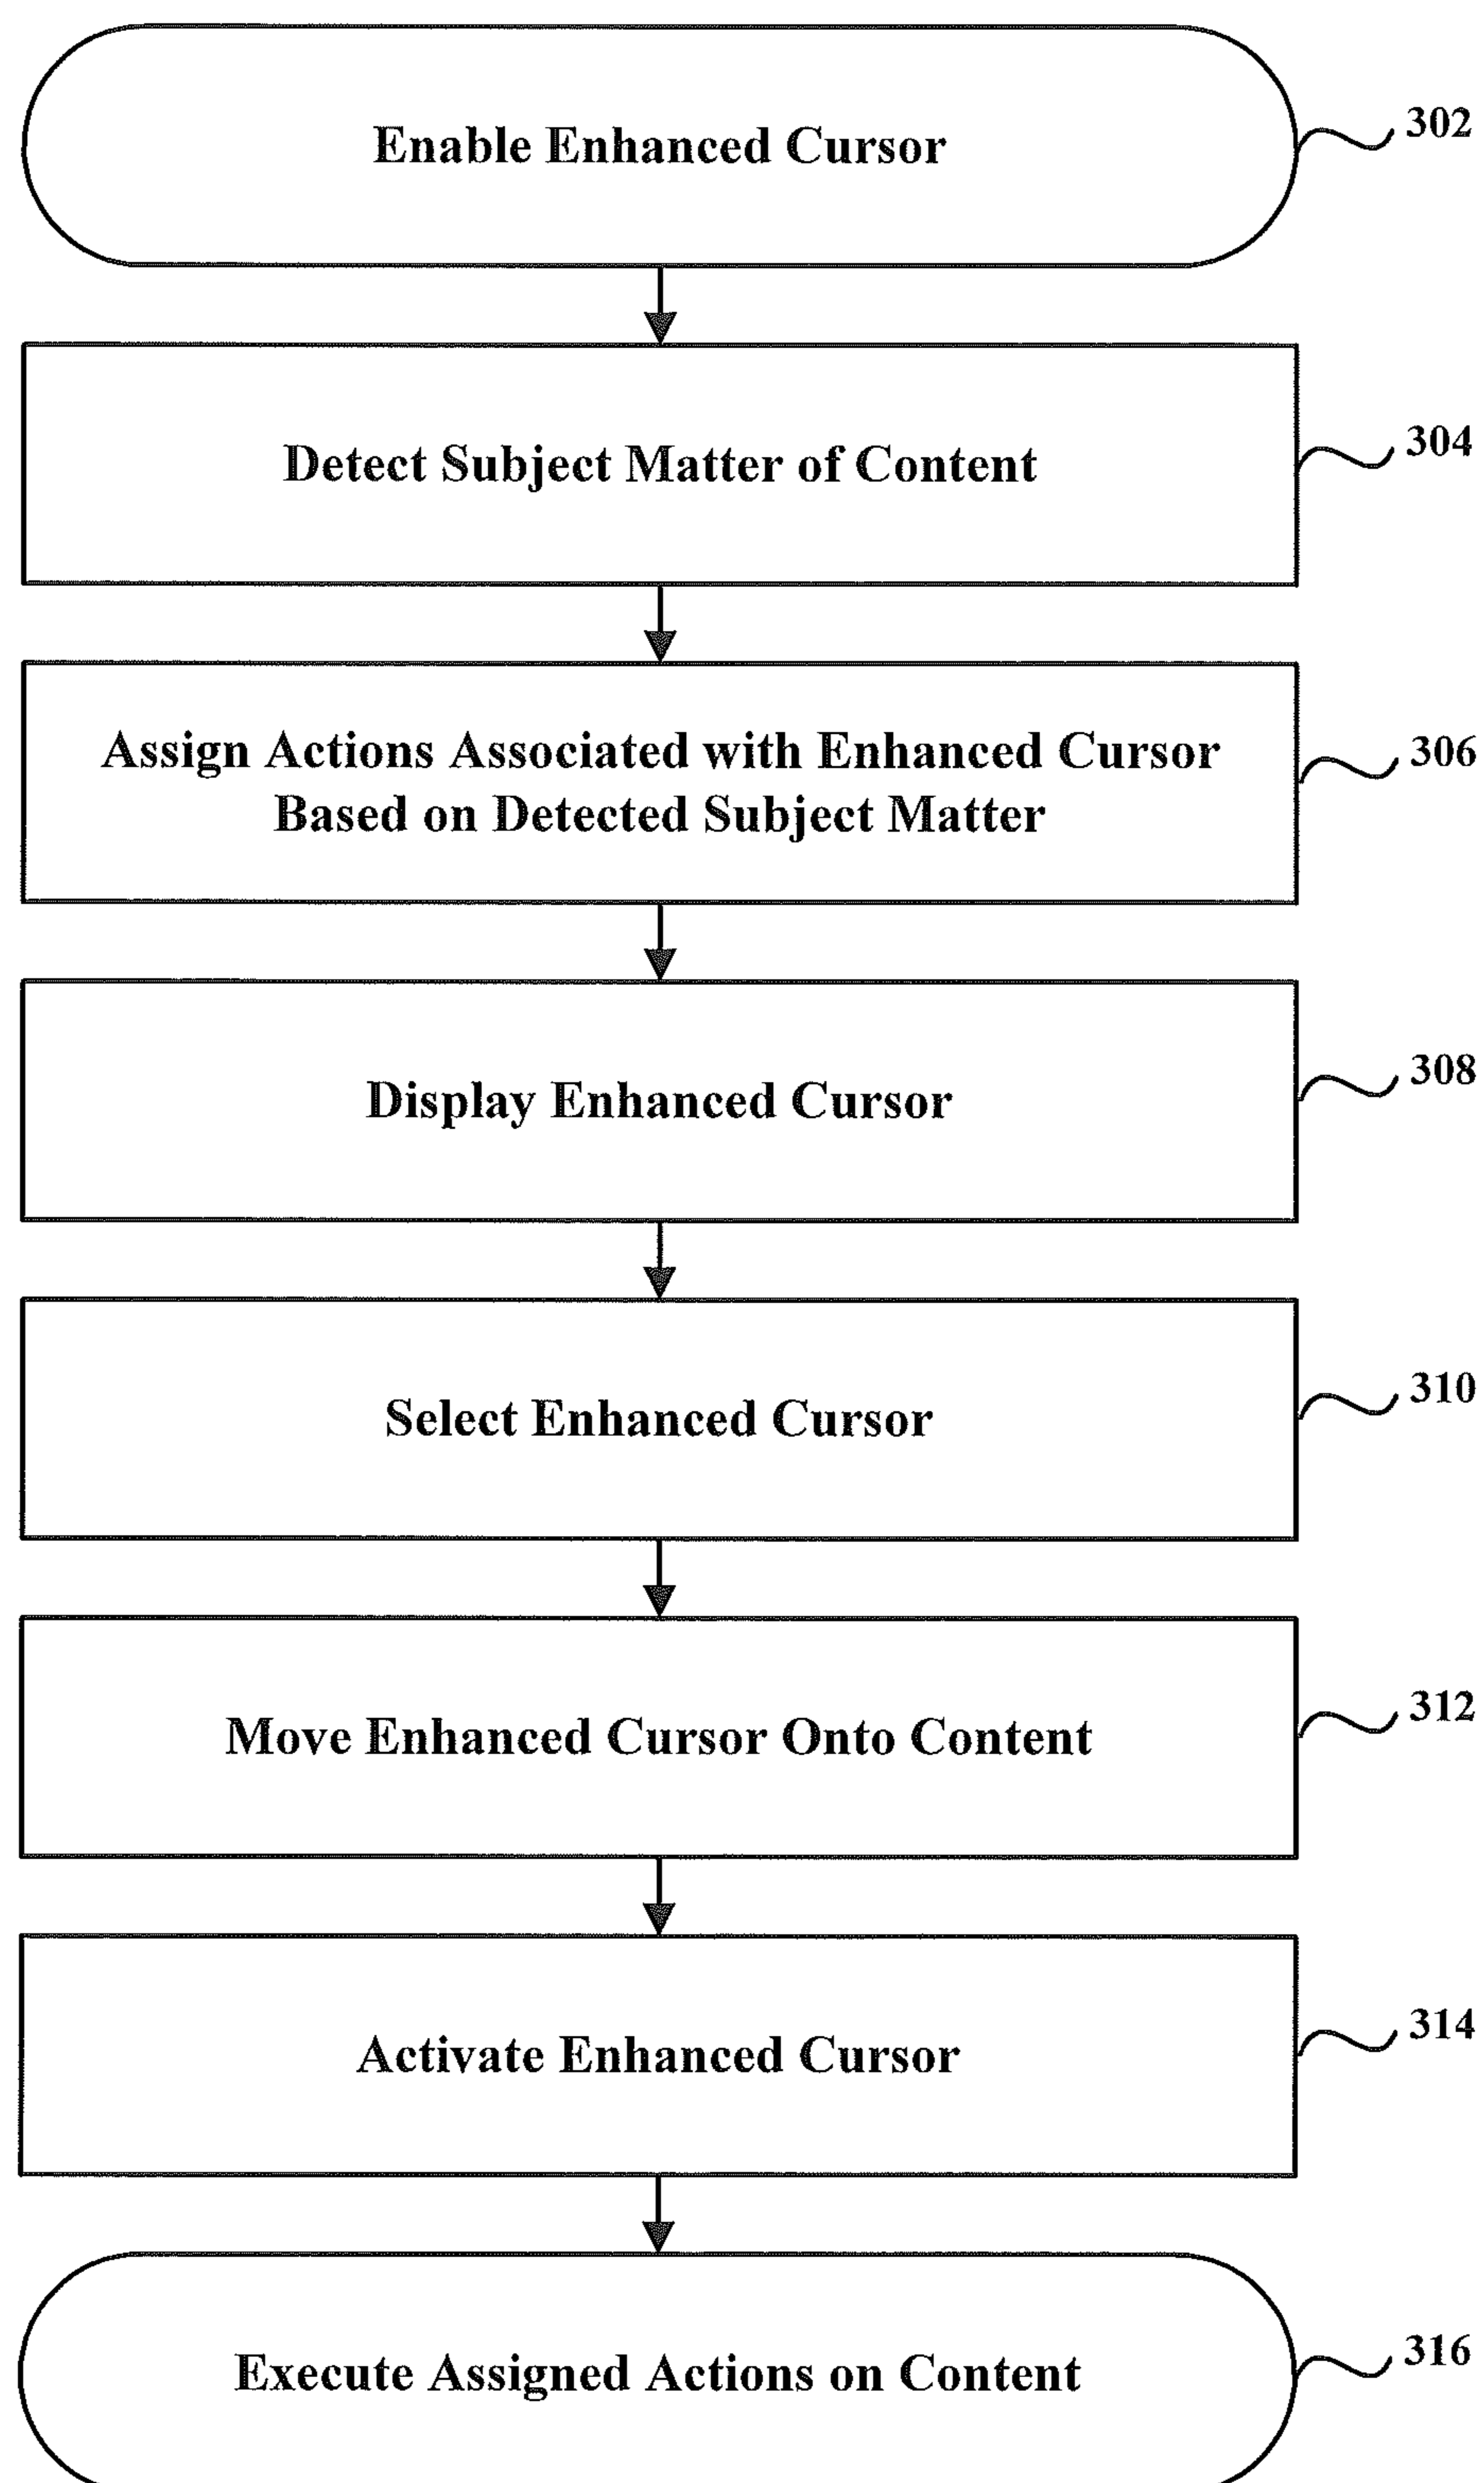 Enable Enhanced Cursor
302
Detect Subject Matter of Content
304
Assign Actions Associated with Enhanced Cursor
Based on Detected Subject Matter
306
Display Enhanced Cursor
308
Select Enhanced Cursor
310
Move Enhanced Cursor Onto Content
312
Activate Enhanced Cursor
314
Execute Assigned Actions on Content
316